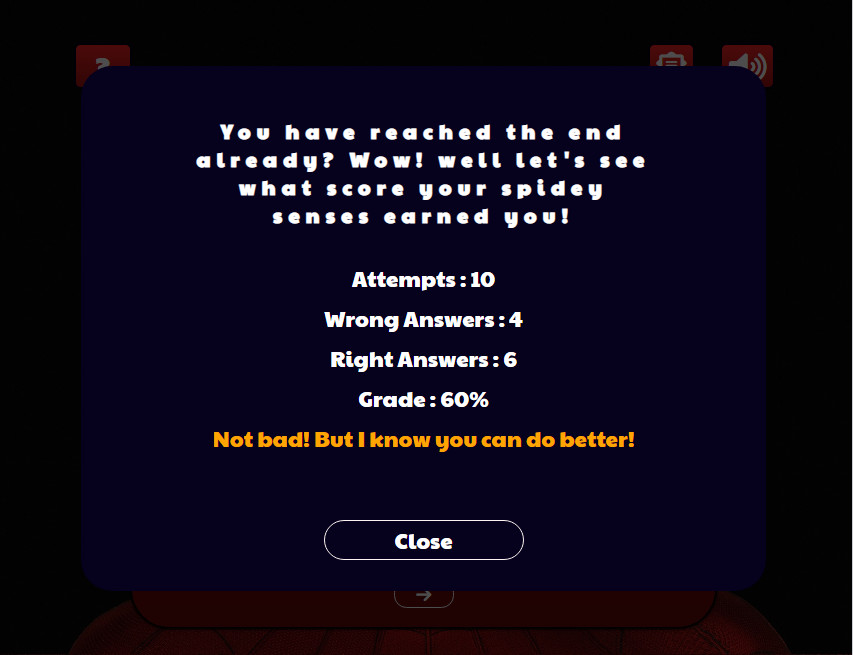 ?
You have reached the end
already? Wow! well let's see
what score your spidey
senses earned you!
Attempts : 10
Wrong Answers : 4
Right Answers : 6
Grade : 60%
Not bad! But I know you can do better!
Close